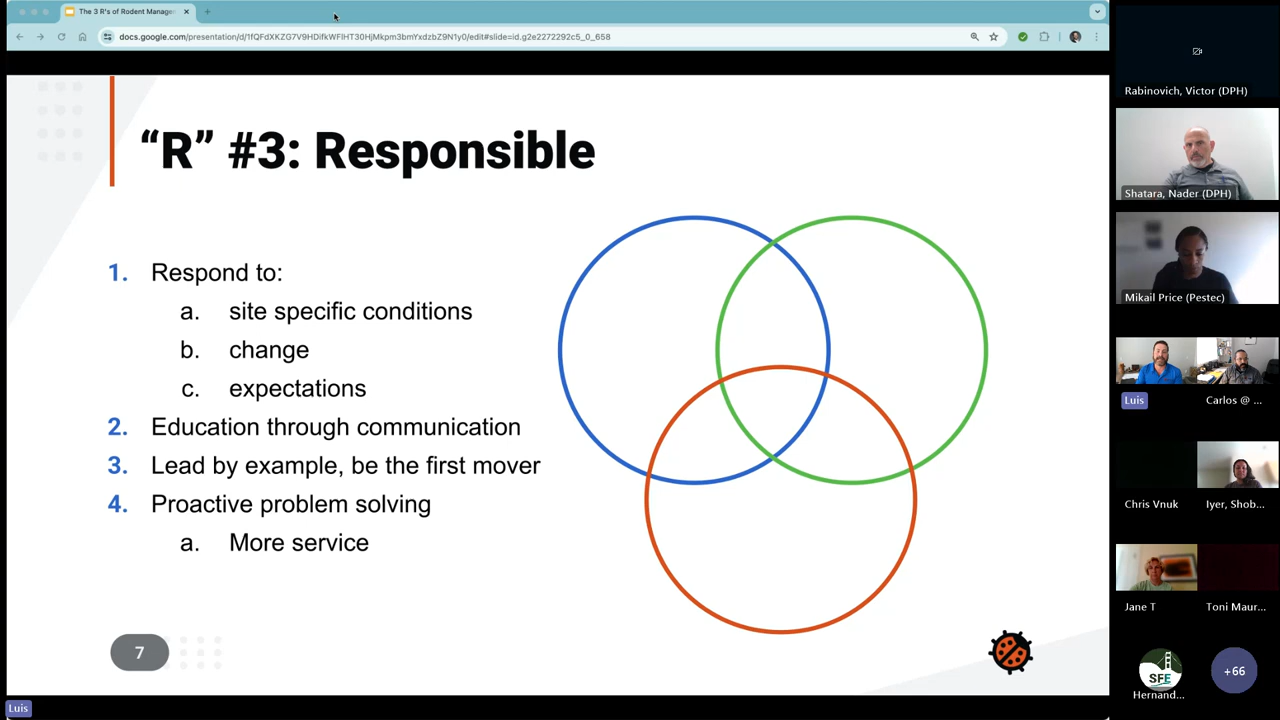 The 3 R's of Rodent Manager
docs.google.com/presentation/d/1fQFdXKZG7V9HDifkWFlHT30HjMkpm3bmYxdzbZ9N1y0/edit#slide=id.g2e2272292c5_0_658
“R” #3: Responsible
1. Respond to:
a. site specific conditions
b. change
c. expectations
2. Education through communication
3. Lead by example, be the first mover
4. Proactive problem solving
a. More service
7
Luis
Rabinovich, Victor (DPH)
Shatara, Nader (DPH)
Mikail Price (Pestec)
Luis
Carlos @ ...
Chris Vnuk
Iyer, Shob...
Jane T
Toni Maur...
SFE
Hernand...
+66